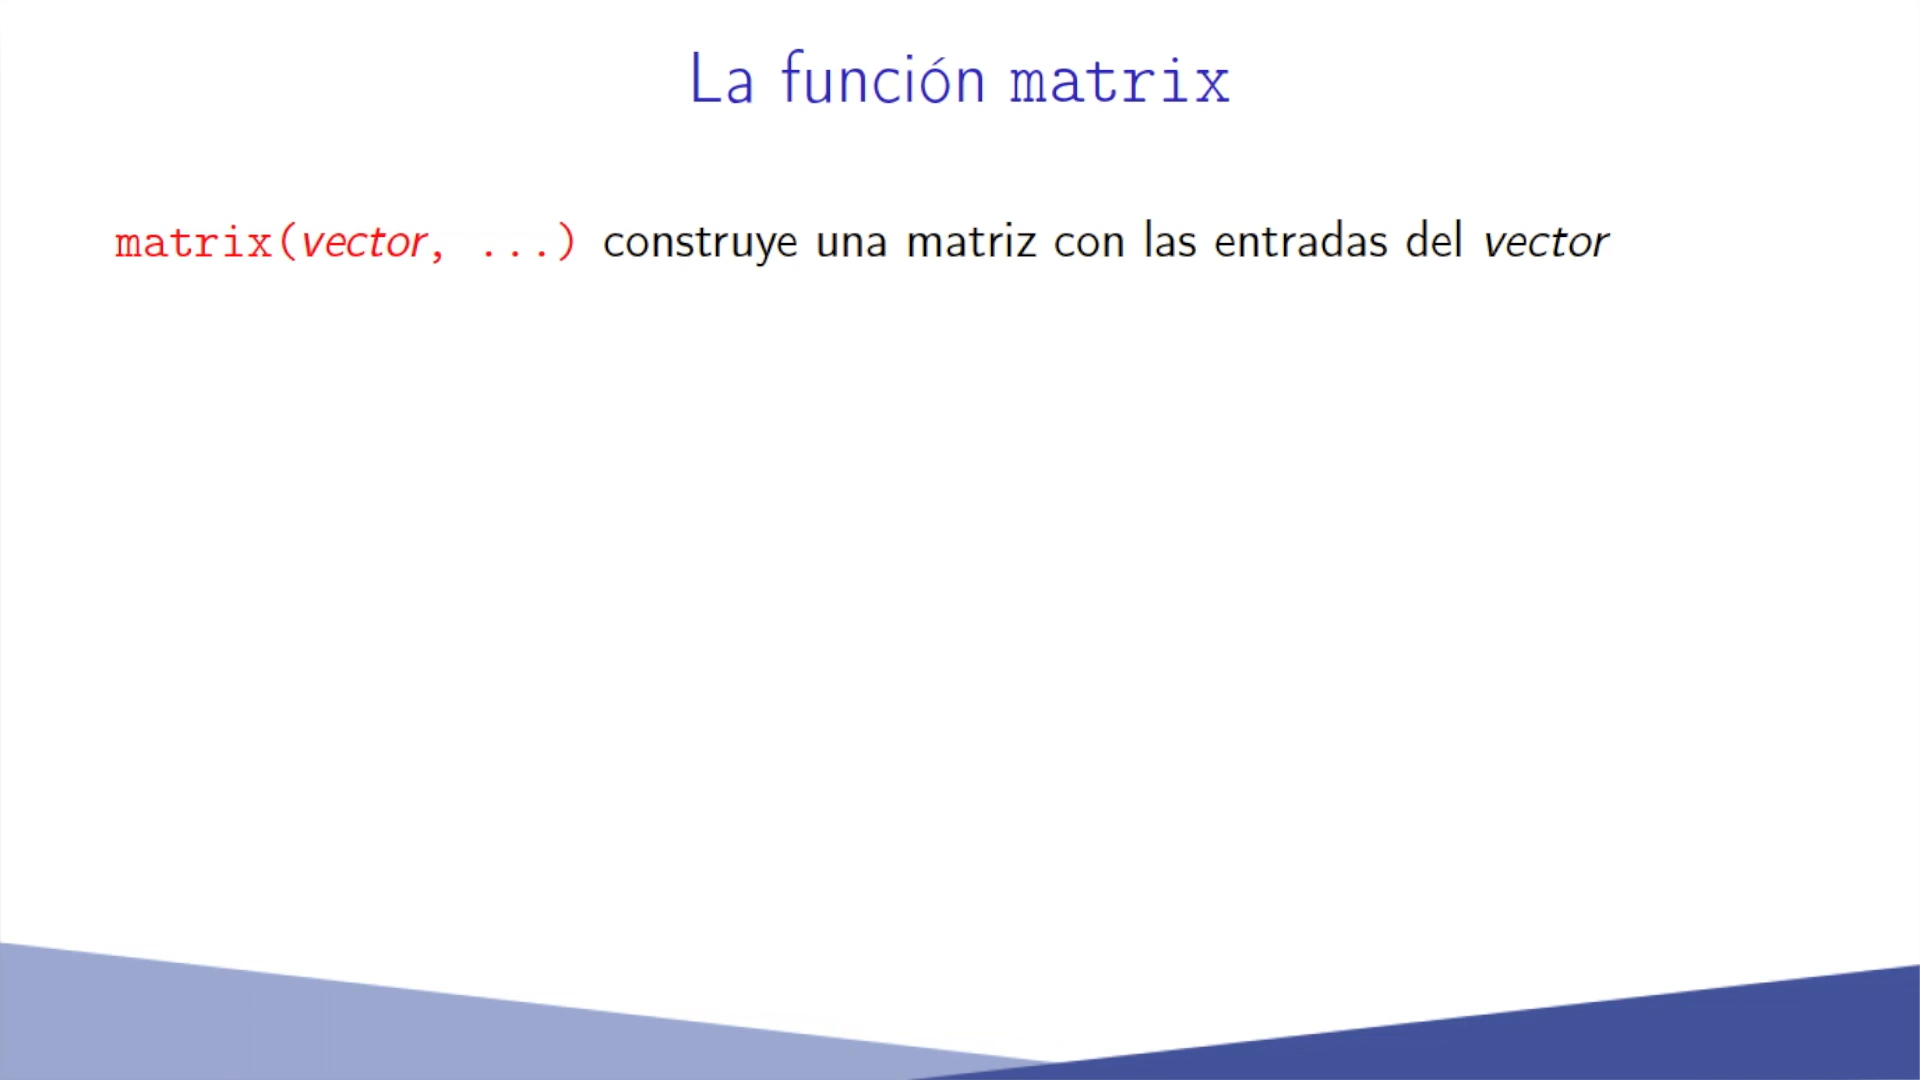 La función matrix
matrix(vector, ...) construye una matriz con las entradas del vector